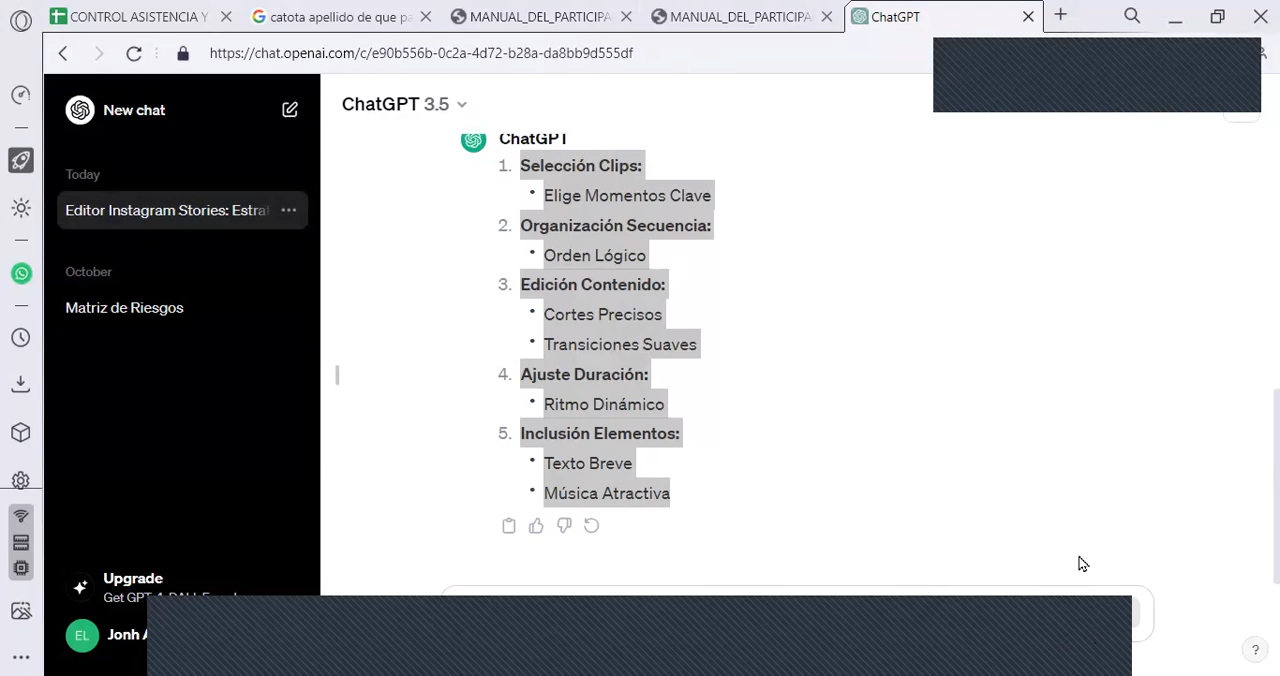 CONTROL ASISTENCIA Y
catota apellido de que pa
MANUAL_DEL_PARTICIPA
MANUAL_DEL_PARTICIPA
ChatGPT
https://chat.openai.com/c/e90b556b-0c2a-4d72-b28a-da8bb9d555df
New chat
Today
Editor Instagram Stories: Estra
October
Matriz de Riesgos
Upgrade
EL
Jonh A
ChatGPT 3.5
ChatGPT
1. Selección Clips:
• Elige Momentos Clave
2. Organización Secuencia:
• Orden Lógico
3. Edición Contenido:
• Cortes Precisos
• Transiciones Suaves
4. Ajuste Duración:
• Ritmo Dinámico
5. Inclusión Elementos:
• Texto Breve
• Música Atractiva
?